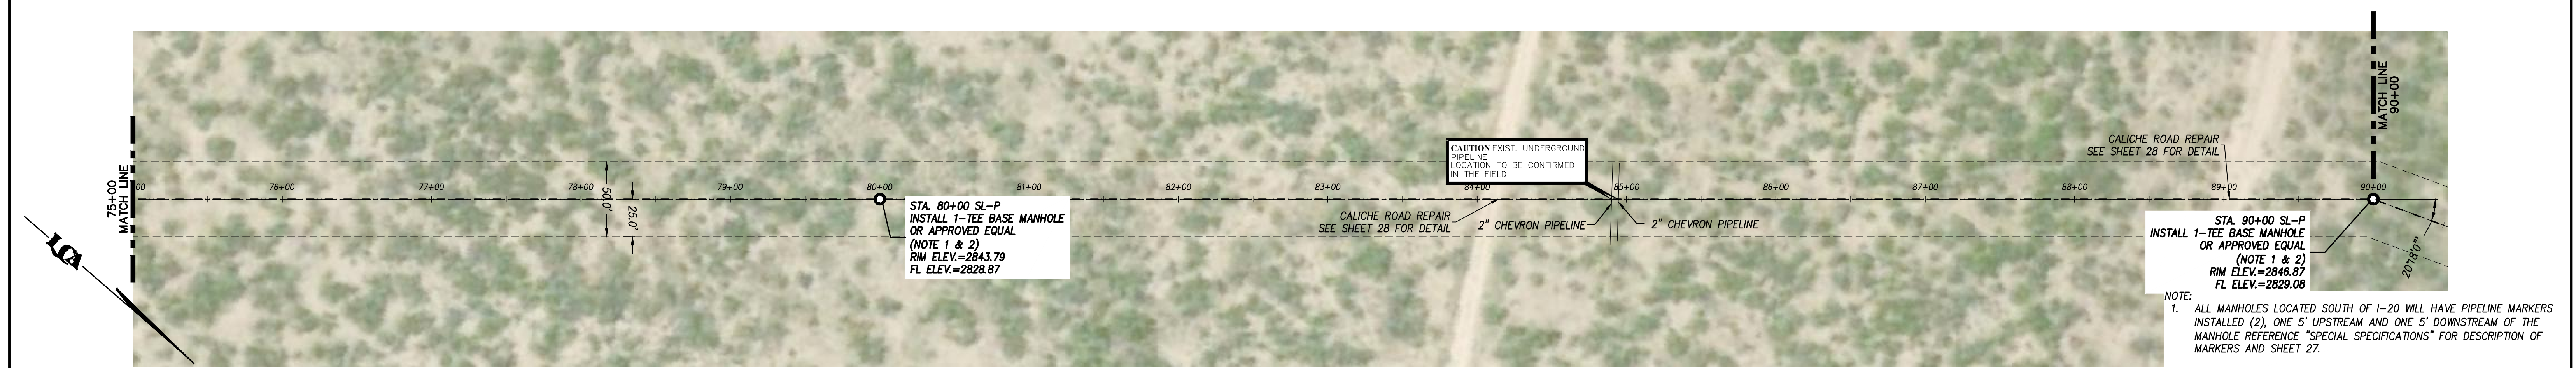 75+00
MATCH LINE
00
76+00
77+00
78+00
79+00
80+00
81+00
82+00
83+00
84+00
85+00
86+00
87+00
88+00
89+00
90+00
50.0'
25.0'
STA. 80+00 SL-P
INSTALL 1-TEE BASE MANHOLE
OR APPROVED EQUAL
(NOTE 1 & 2)
RIM ELEV.=2843.79
FL ELEV.=2828.87
CAUTION EXIST. UNDERGROUND
PIPELINE
LOCATION TO BE CONFIRMED
IN THE FIELD
CALICHE ROAD REPAIR
SEE SHEET 28 FOR DETAIL
2" CHEVRON PIPELINE
2" CHEVRON PIPELINE
CALICHE ROAD REPAIR
SEE SHEET 28 FOR DETAIL
MATCH LINE
90+00
STA. 90+00 SL-P
INSTALL 1-TEE BASE MANHOLE
OR APPROVED EQUAL
(NOTE 1 & 2)
RIM ELEV.=2846.87
FL ELEV.=2829.08
NOTE:
1. ALL MANHOLES LOCATED SOUTH OF I-20 WILL HAVE PIPELINE MARKERS
INSTALLED (2), ONE 5' UPSTREAM AND ONE 5' DOWNSTREAM OF THE
MANHOLE REFERENCE "SPECIAL SPECIFICATIONS" FOR DESCRIPTION OF
MARKERS AND SHEET 27.